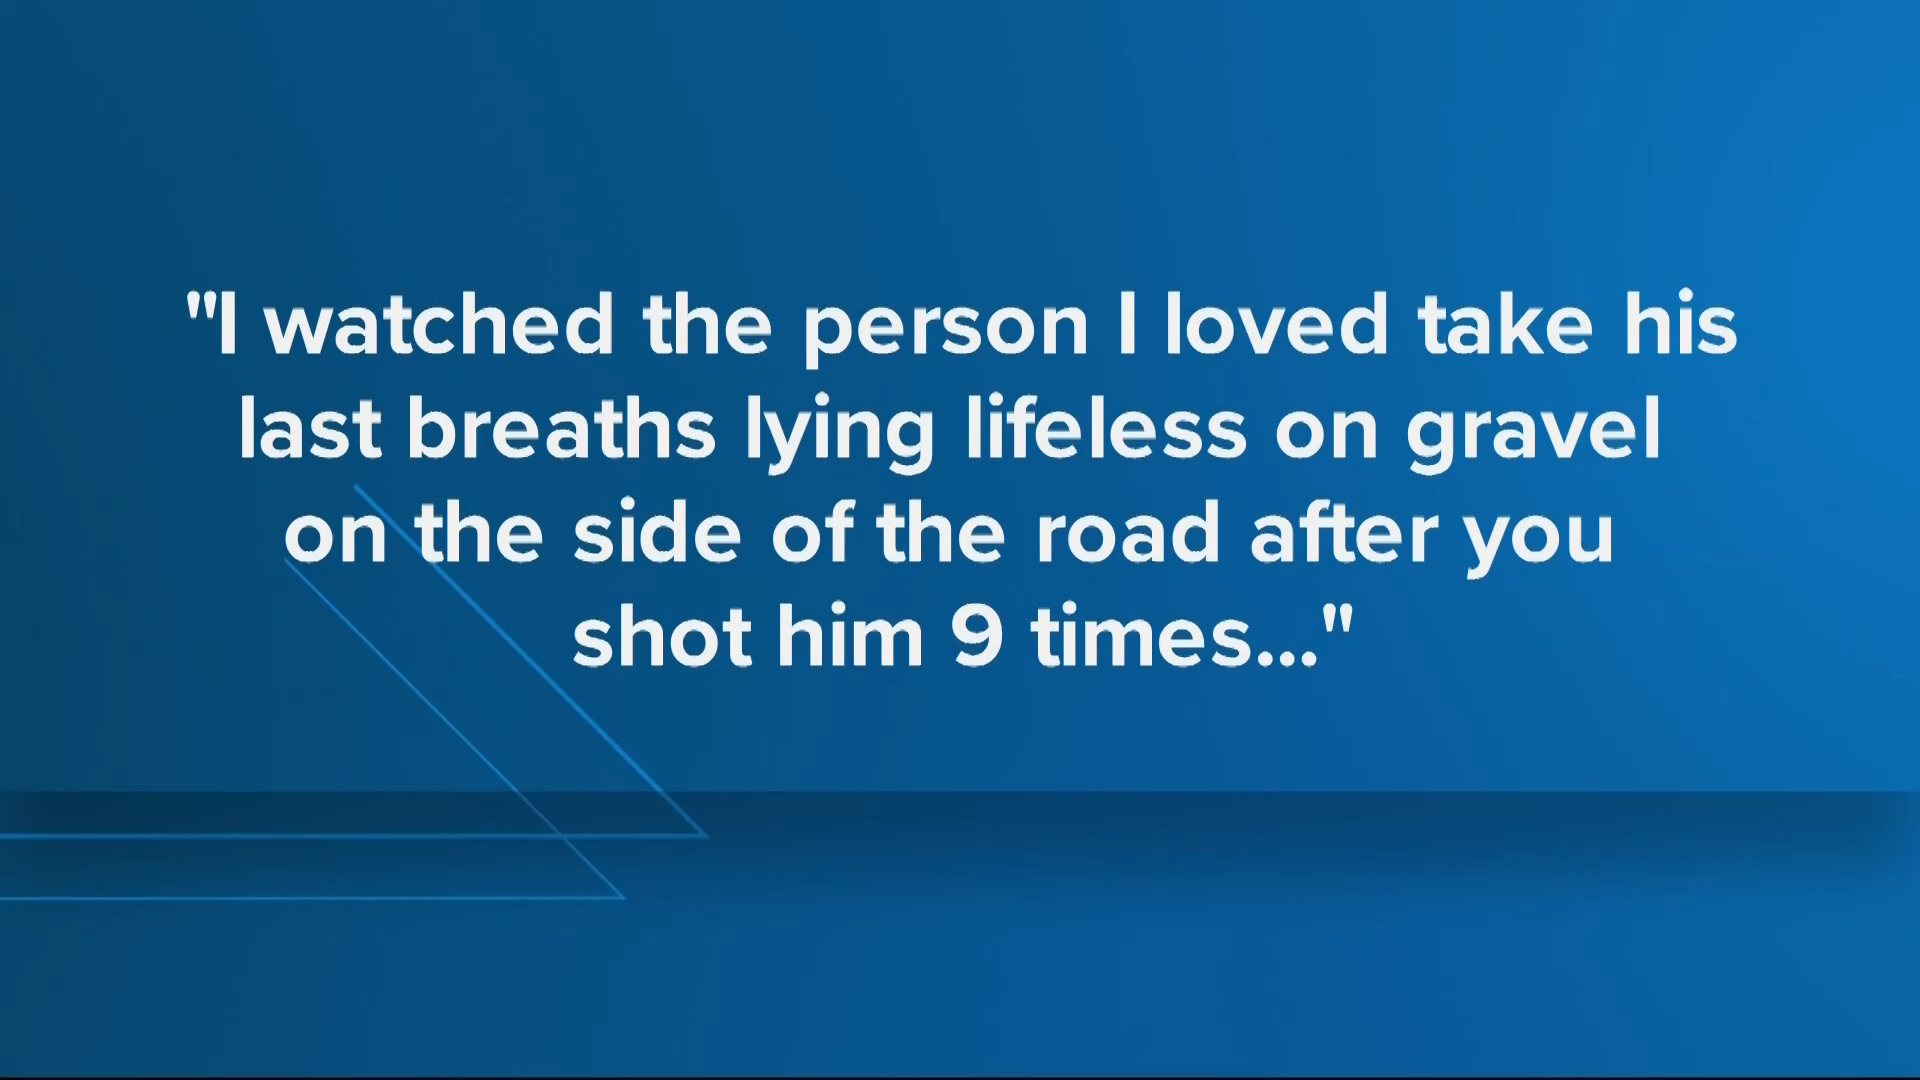 "I watched the person I loved take his
last breaths lying lifeless on gravel
on the side of the road after you
shot him 9 times..."